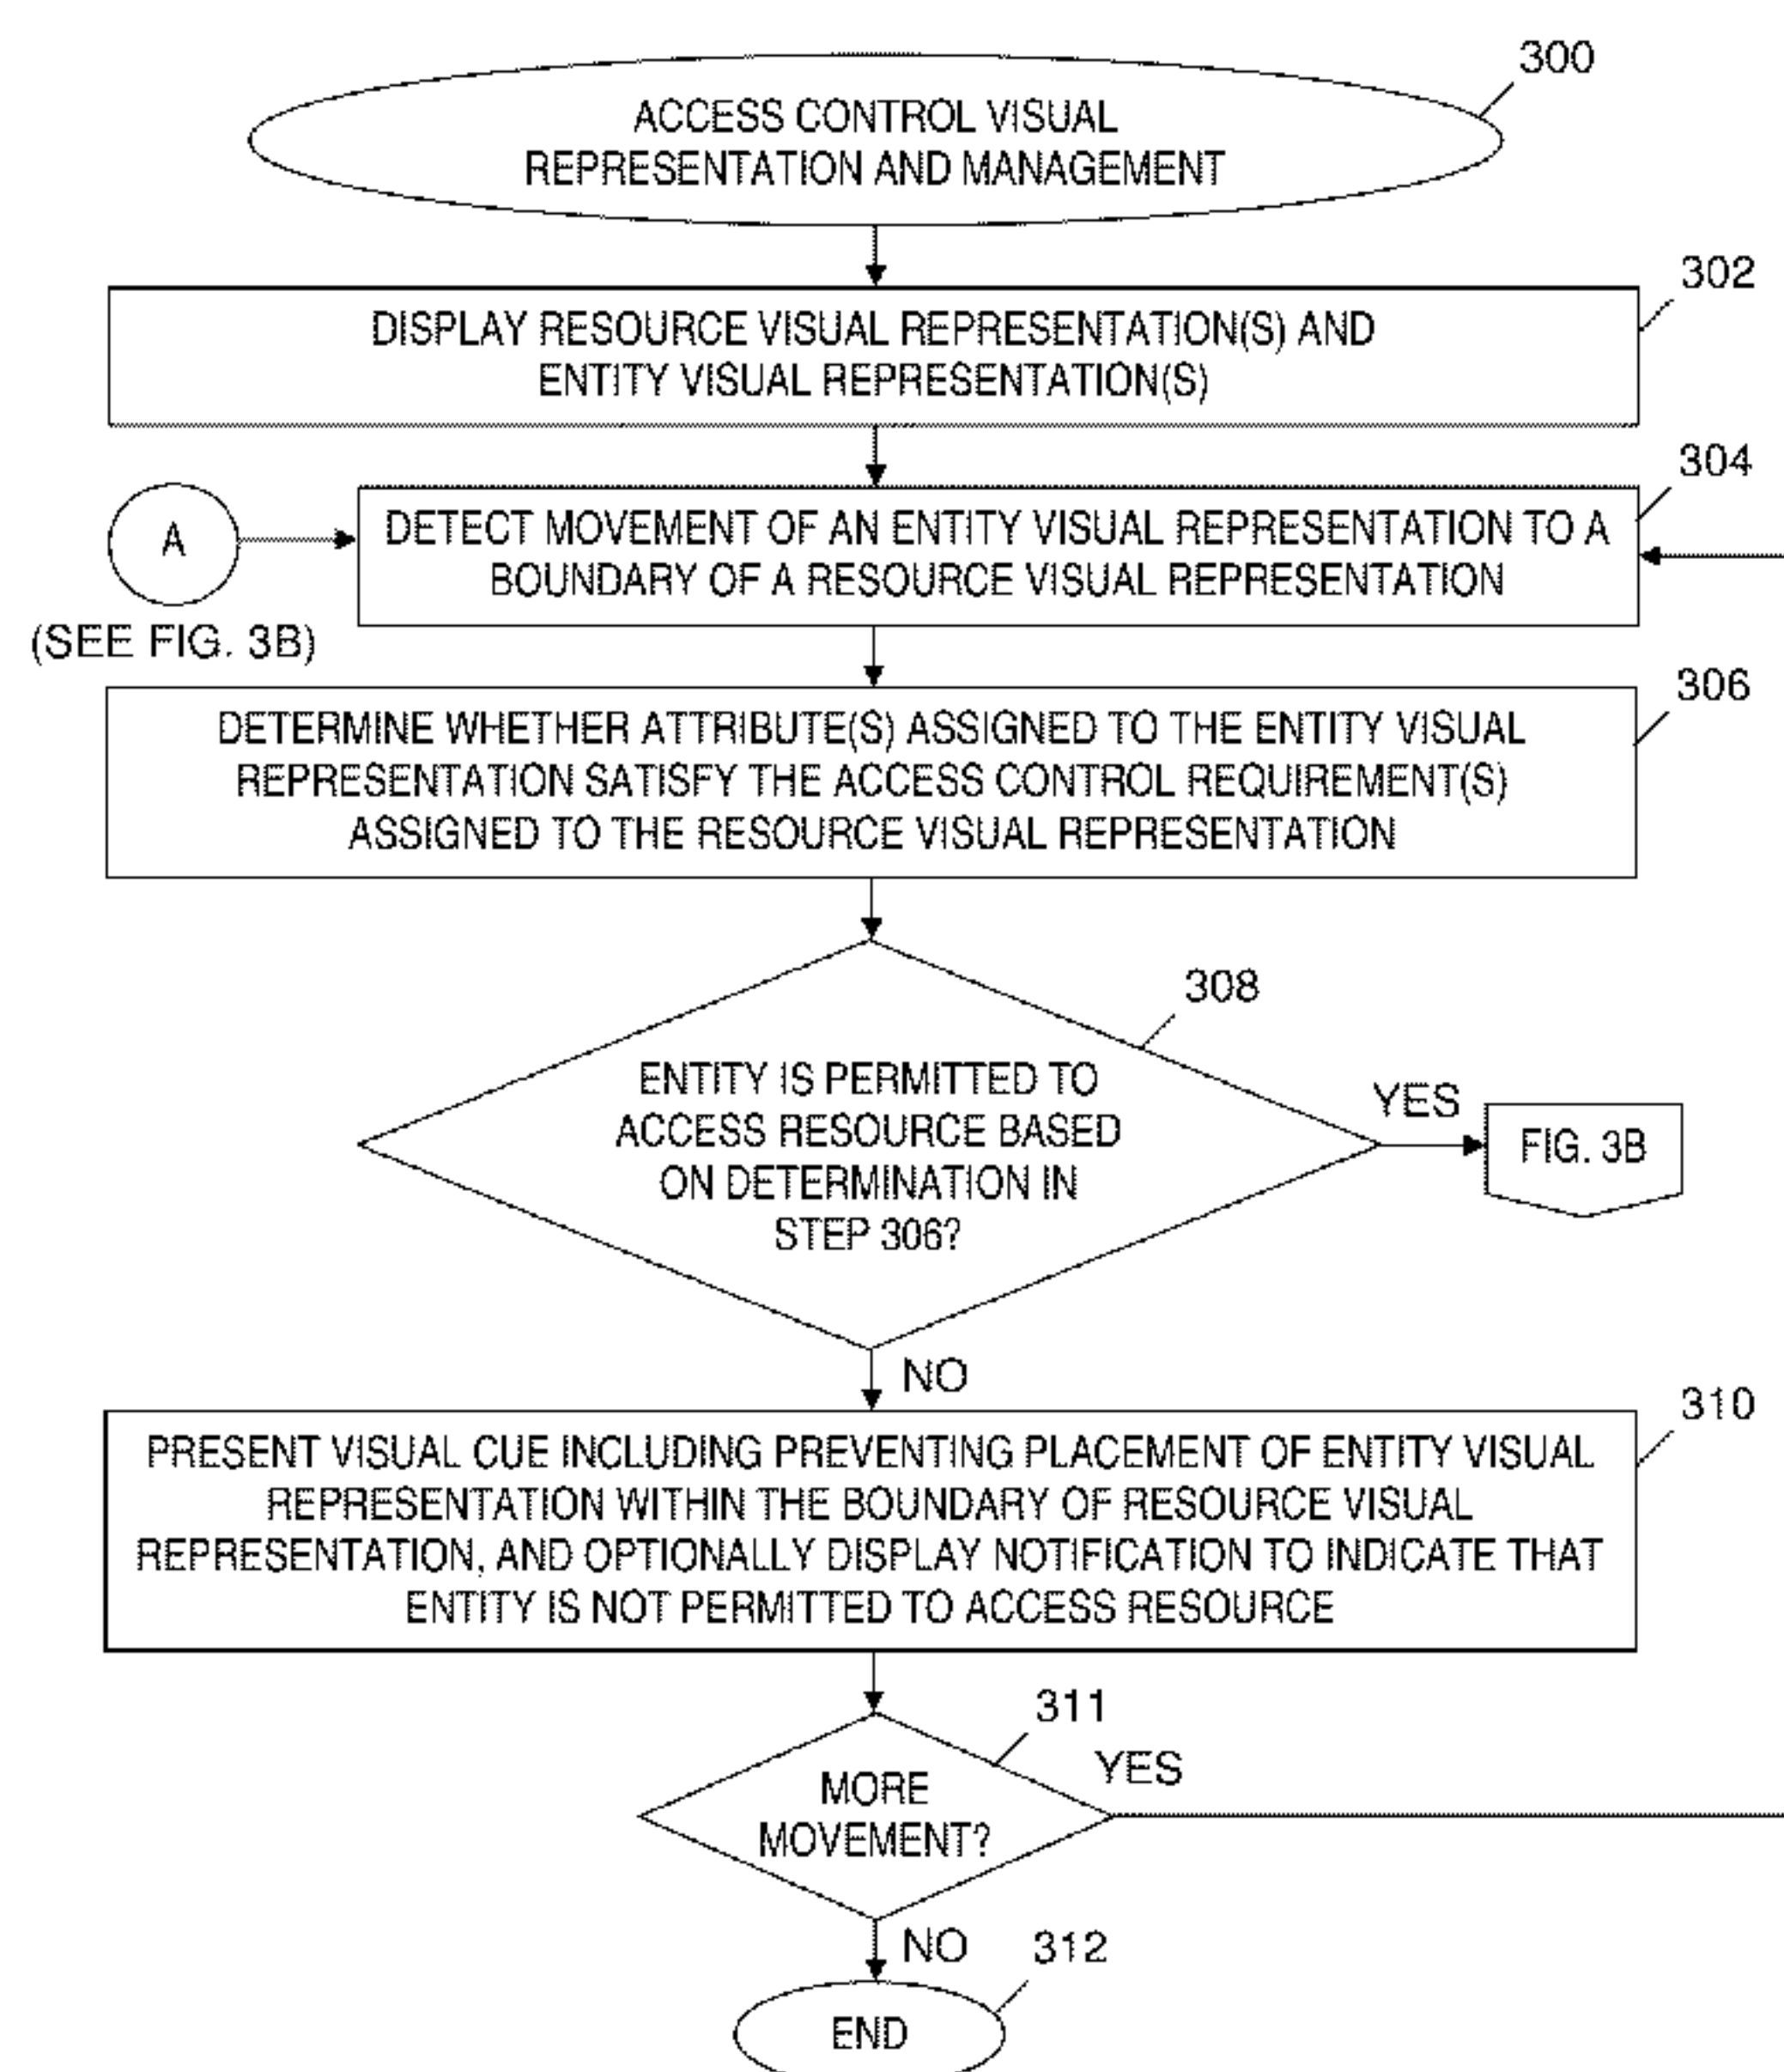 300
ACCESS CONTROL VISUAL
REPRESENTATION AND MANAGEMENT
302
DISPLAY RESOURCE VISUAL REPRESENTATION(S) AND
ENTITY VISUAL REPRESENTATION(S)
304
A
(SEE FIG. 3B)
DETECT MOVEMENT OF AN ENTITY VISUAL REPRESENTATION TO A
BOUNDARY OF A RESOURCE VISUAL REPRESENTATION
306
DETERMINE WHETHER ATTRIBUTE(S) ASSIGNED TO THE ENTITY VISUAL
REPRESENTATION SATISFY THE ACCESS CONTROL REQUIREMENT(S)
ASSIGNED TO THE RESOURCE VISUAL REPRESENTATION
308
ENTITY IS PERMITTED TO
ACCESS RESOURCE BASED
ON DETERMINATION IN
STEP 306?
YES
FIG. 3B
NO
310
PRESENT VISUAL CUE INCLUDING PREVENTING PLACEMENT OF ENTITY VISUAL
REPRESENTATION WITHIN THE BOUNDARY OF RESOURCE VISUAL
REPRESENTATION, AND OPTIONALLY DISPLAY NOTIFICATION TO INDICATE THAT
ENTITY IS NOT PERMITTED TO ACCESS RESOURCE
311
MORE
MOVEMENT?
YES
NO
312
END